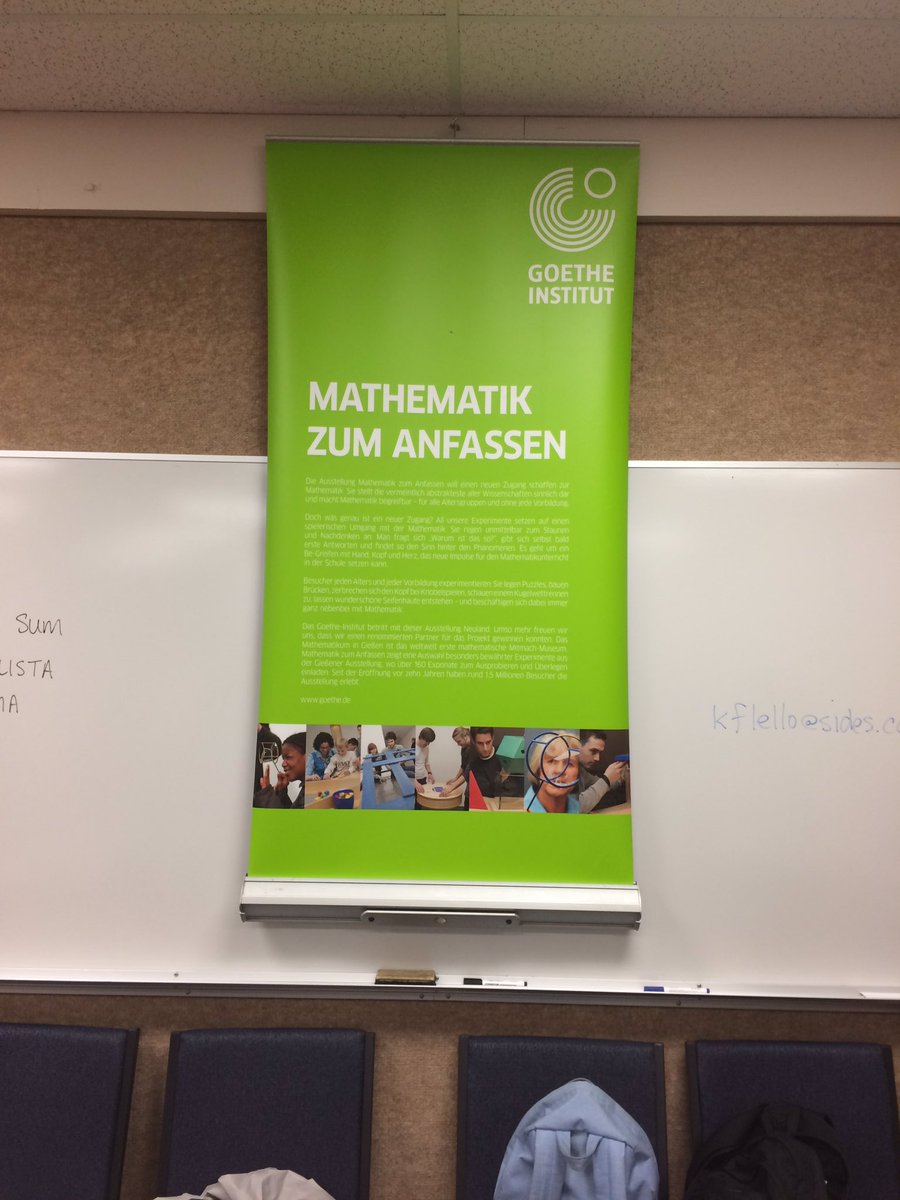 GOETHE
INSTITUT
MATHEMATIK
ZUM ANFASSEN
Die Ausstellung Mathematik zum Anfassen will einen neuen Zugang schaffen zur
Mathematik. Sie stellt die vermeintlich abstrakteste aller Wissenschaften sinnlich dar
und macht Mathematik begreifbar – für alle Altersgruppen und ohne jede Vorbildung.
Doch was genau ist ein neuer Zugang? All unsere Experimente setzen auf einen
spielerischen Umgang mit der Mathematik. Sie regen unmittelbar zum Staunen
und Nachdenken an. Man fragt sich „Warum ist das so?", gibt sich selbst bald
erste Antworten und findet so den Sinn hinter den Phänomenen. Es geht um ein
Be-Greifen mit Hand, Kopf und Herz, das neue Impulse für den Mathematikunterricht
in der Schule setzen kann.
Besucher jeden Alters und jeder Vorbildung experimentieren: Sie legen Puzzles, bauen
Brücken, zerbrechen sich den Kopf bei Knobelspielen, schauen einem Kugelwettrennen
zu, lassen wunderschöne Seifenhäute entstehen – und beschäftigen sich dabei immer
ganz nebenbei mit Mathematik.
Das Goethe-Institut betritt mit dieser Ausstellung Neuland. Umso mehr freuen wir
uns, dass wir einen renommierten Partner für das Projekt gewinnen konnten. Das
Mathematikum in Gießen ist das weltweit erste mathematische Mitmach-Museum.
Mathematik zum Anfassen zeigt eine Auswahl besonders bewährter Experimente aus
der Gießener Ausstellung, wo über 160 Exponate zum Ausprobieren und Überlegen
einladen. Seit der Eröffnung vor zehn Jahren haben rund 1.5 Millionen Besucher die
Ausstellung erlebt.
www.goethe.de
SUM
LISTA
MA
kflello@sides.c